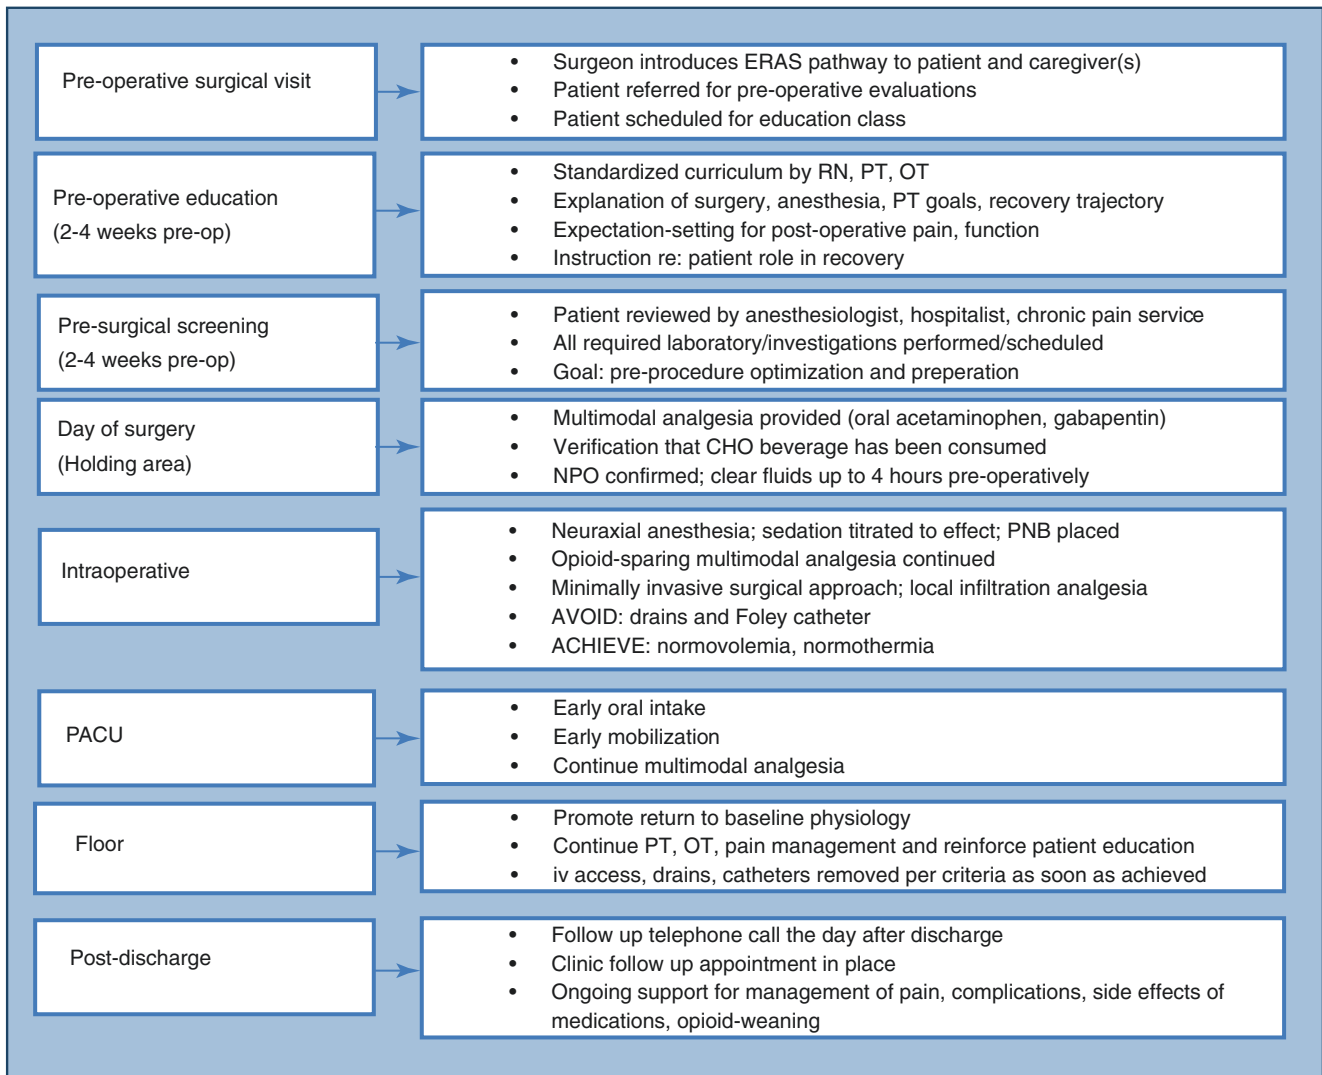 Pre-operative surgical visit
• Surgeon introduces ERAS pathway to patient and caregiver(s)
• Patient referred for pre-operative evaluations
• Patient scheduled for education class
Pre-operative education
(2-4 weeks pre-op)
• Standardized curriculum by RN, PT, OT
• Explanation of surgery, anesthesia, PT goals, recovery trajectory
• Expectation-setting for post-operative pain, function
• Instruction re: patient role in recovery
Pre-surgical screening
(2-4 weeks pre-op)
• Patient reviewed by anesthesiologist, hospitalist, chronic pain service
• All required laboratory/investigations performed/scheduled
• Goal: pre-procedure optimization and preperation
Day of surgery
(Holding area)
• Multimodal analgesia provided (oral acetaminophen, gabapentin)
• Verification that CHO beverage has been consumed
• NPO confirmed; clear fluids up to 4 hours pre-operatively
Intraoperative
• Neuraxial anesthesia; sedation titrated to effect; PNB placed
• Opioid-sparing multimodal analgesia continued
• Minimally invasive surgical approach; local infiltration analgesia
• AVOID: drains and Foley catheter
• ACHIEVE: normovolemia, normothermia
PACU
• Early oral intake
• Early mobilization
• Continue multimodal analgesia
Floor
• Promote return to baseline physiology
• Continue PT, OT, pain management and reinforce patient education
• iv access, drains, catheters removed per criteria as soon as achieved
Post-discharge
• Follow up telephone call the day after discharge
• Clinic follow up appointment in place
• Ongoing support for management of pain, complications, side effects of
medications, opioid-weaning